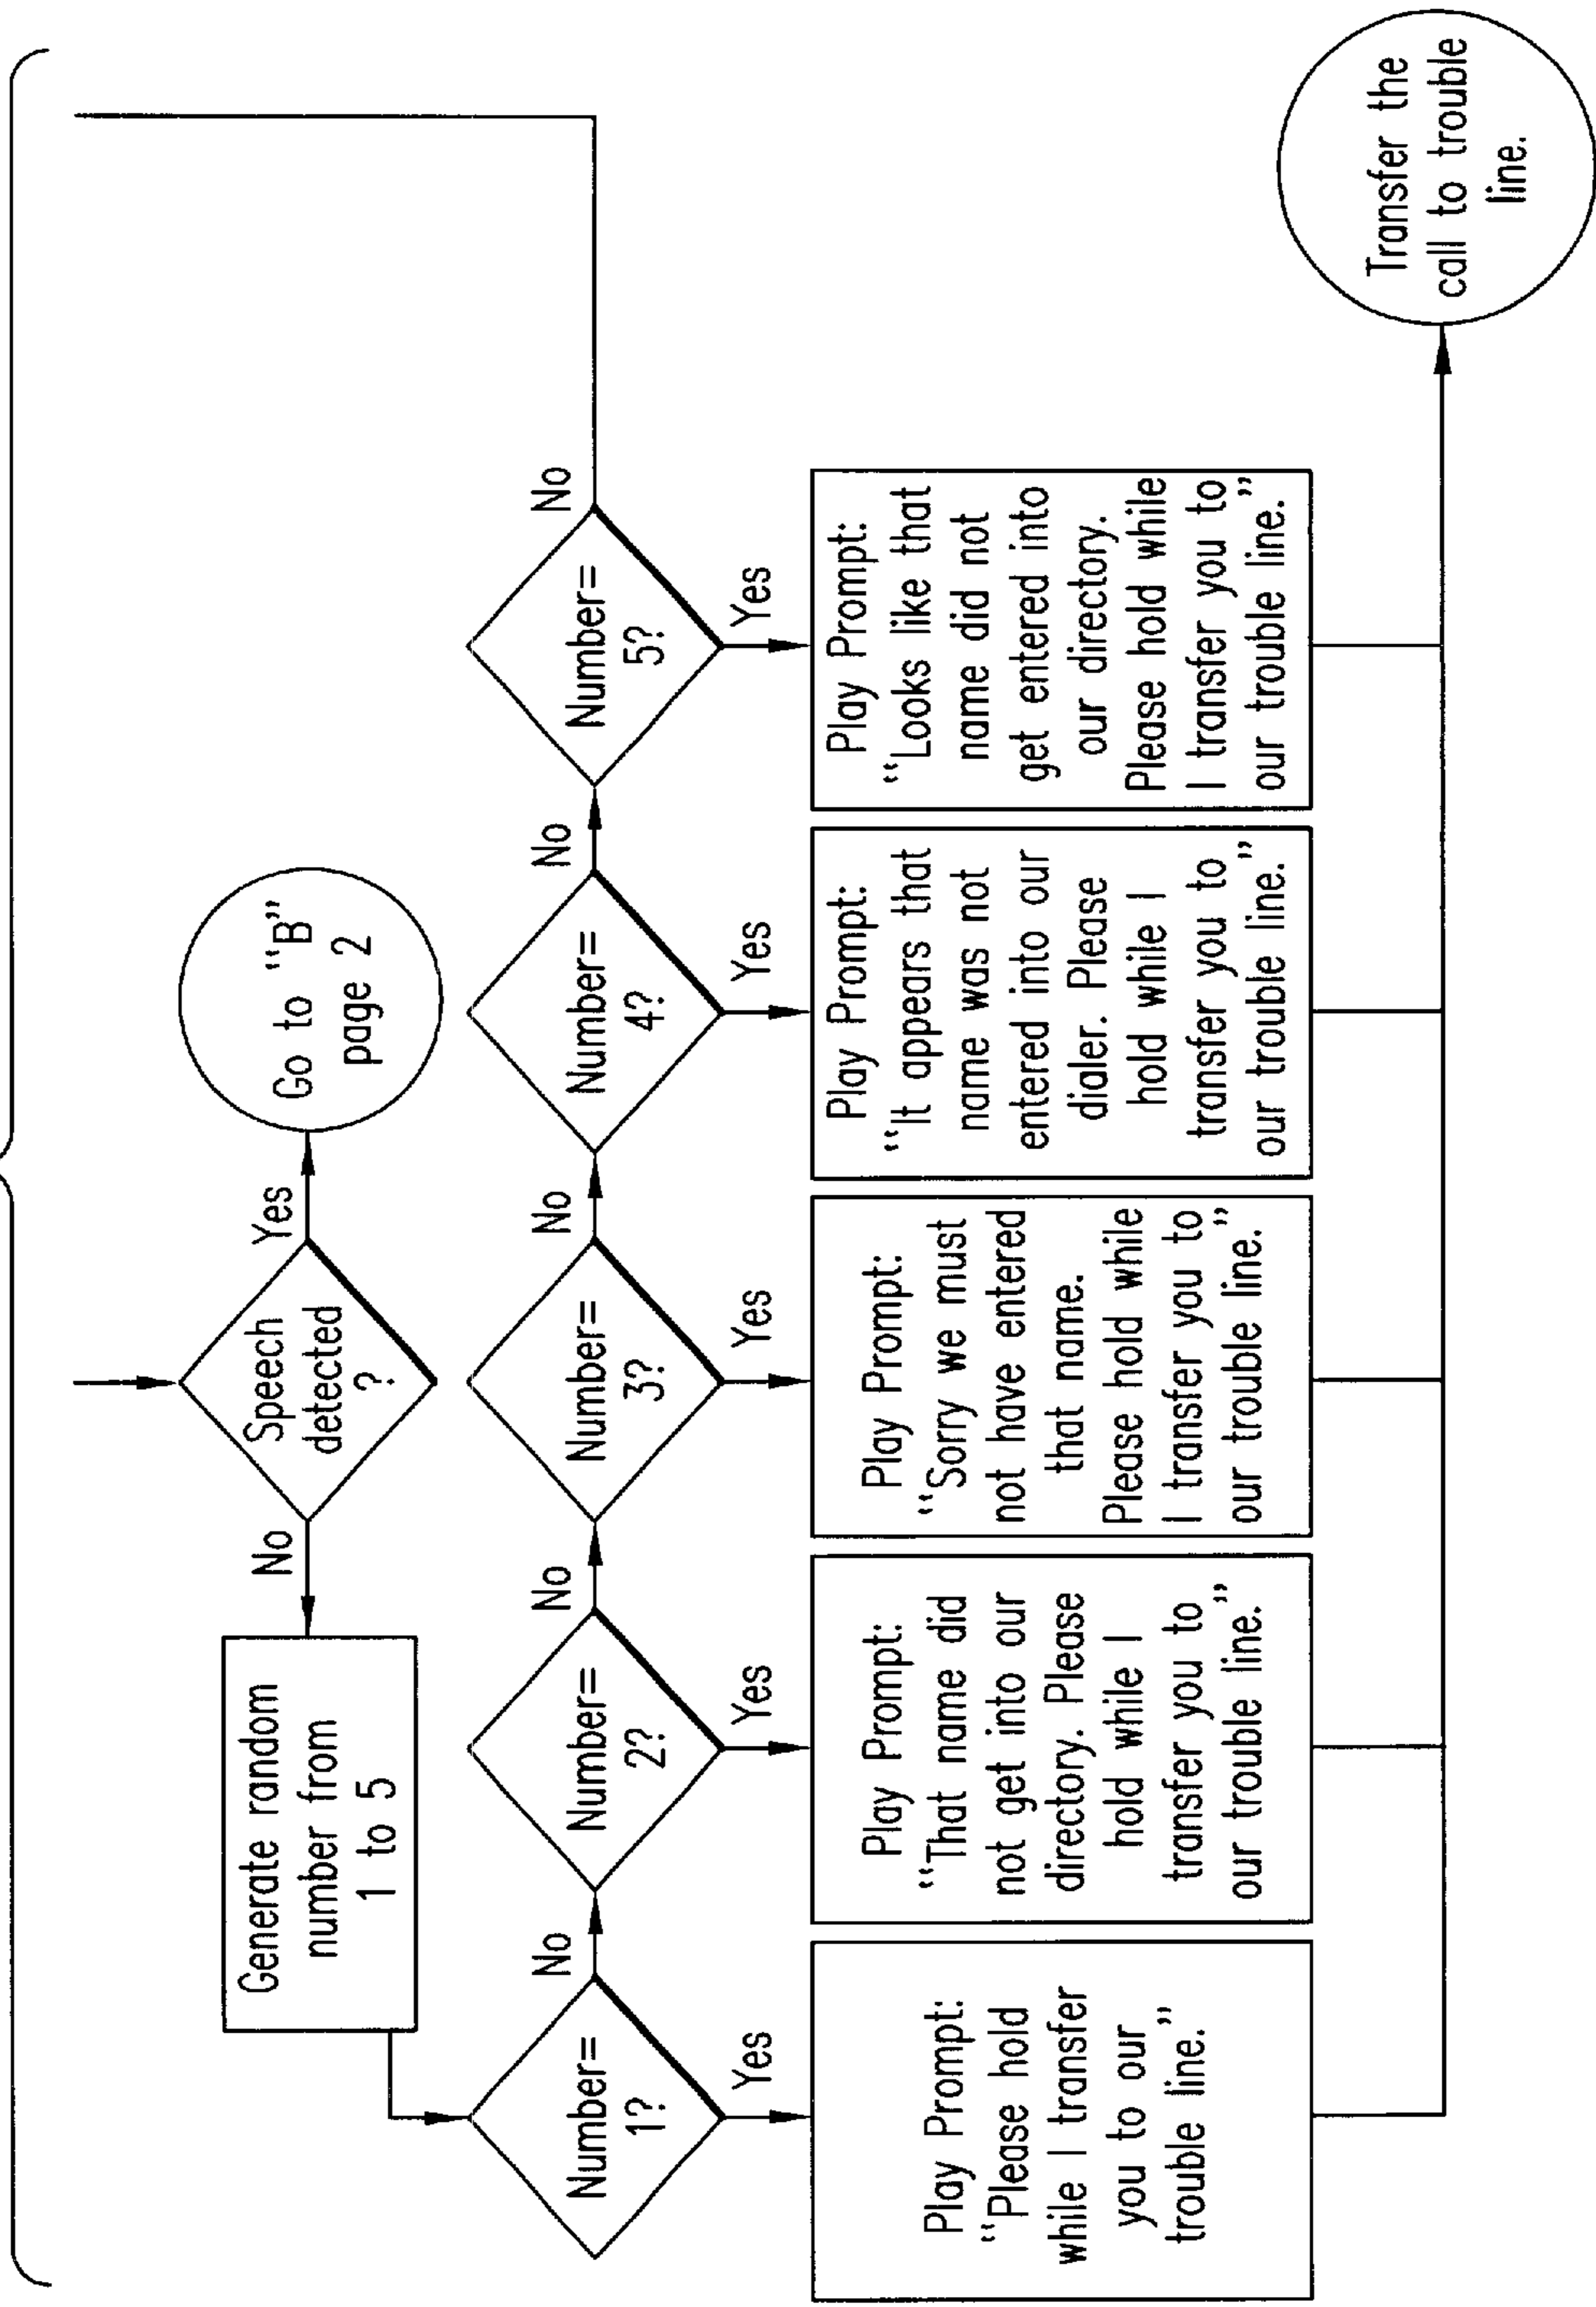 Speech
detected
?
Yes
Go to "B"
page 2
No
Generate random
number from
1 to 5
Number=
1?
No
Number=
2?
No
Number=
3?
No
Number=
4?
No
Number=
5?
No
Yes
Yes
Yes
Yes
Yes
Play Prompt:
"Please hold
while I transfer
you to our
trouble line."
Play Prompt:
"That name did
not get into our
directory. Please
hold while I
transfer you to
our trouble line."
Play Prompt:
"Sorry we must
not have entered
that name.
Please hold while
I transfer you to
our trouble line."
Play Prompt:
"It appears that
name was not
entered into our
dialer. Please
hold while I
transfer you to
our trouble line."
Play Prompt:
"Looks like that
name did not
get entered into
our directory.
Please hold while
I transfer you to
our trouble line."
Transfer the
call to trouble
line.